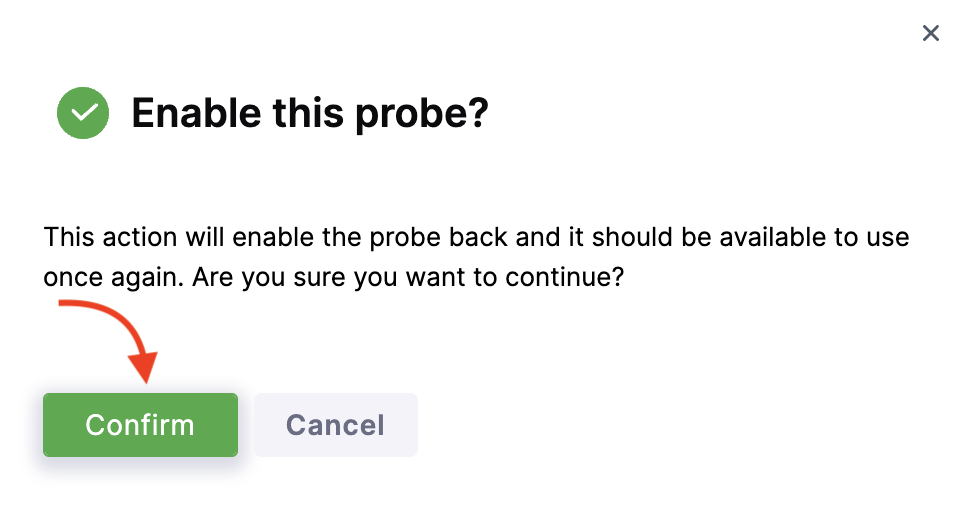 Enable this probe?
This action will enable the probe back and it should be available to use
once again. Are you sure you want to continue?
Confirm
Cancel